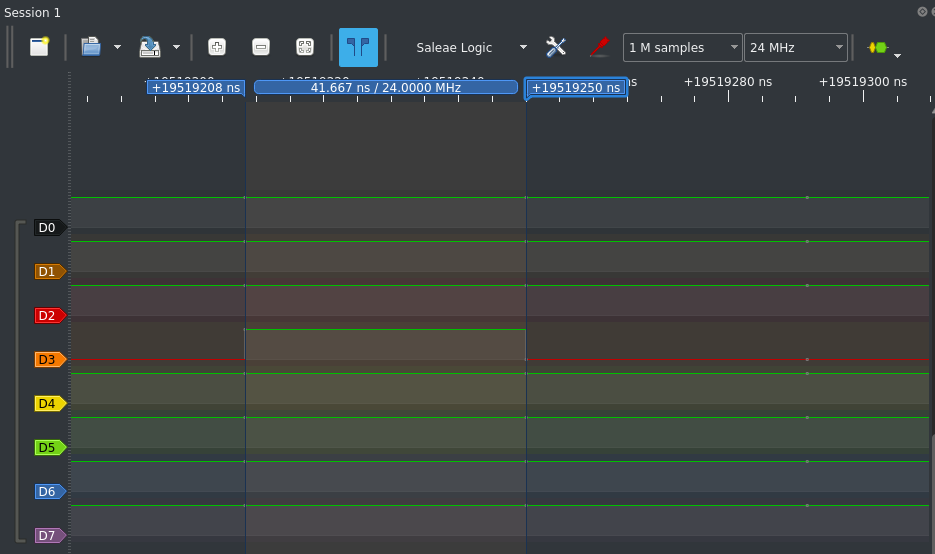 Session 1
Saleae Logic
1 M samples
24 MHz
+19519208 ns
41.667 ns / 24.0000 MHz
+19519250 ns
+19519280 ns
+19519300 ns
D0
D1
D2
D3
D4
D5
D6
D7